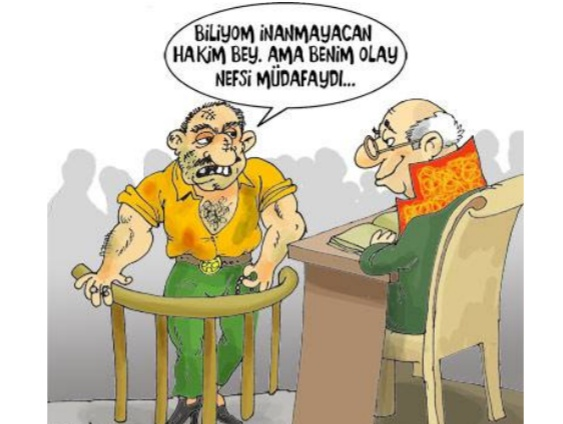 BİLİYOM İNANMAYACAN
HAKİM BEY. AMA BENİM OLAY
NEFSİ MÜDAFAYDI...